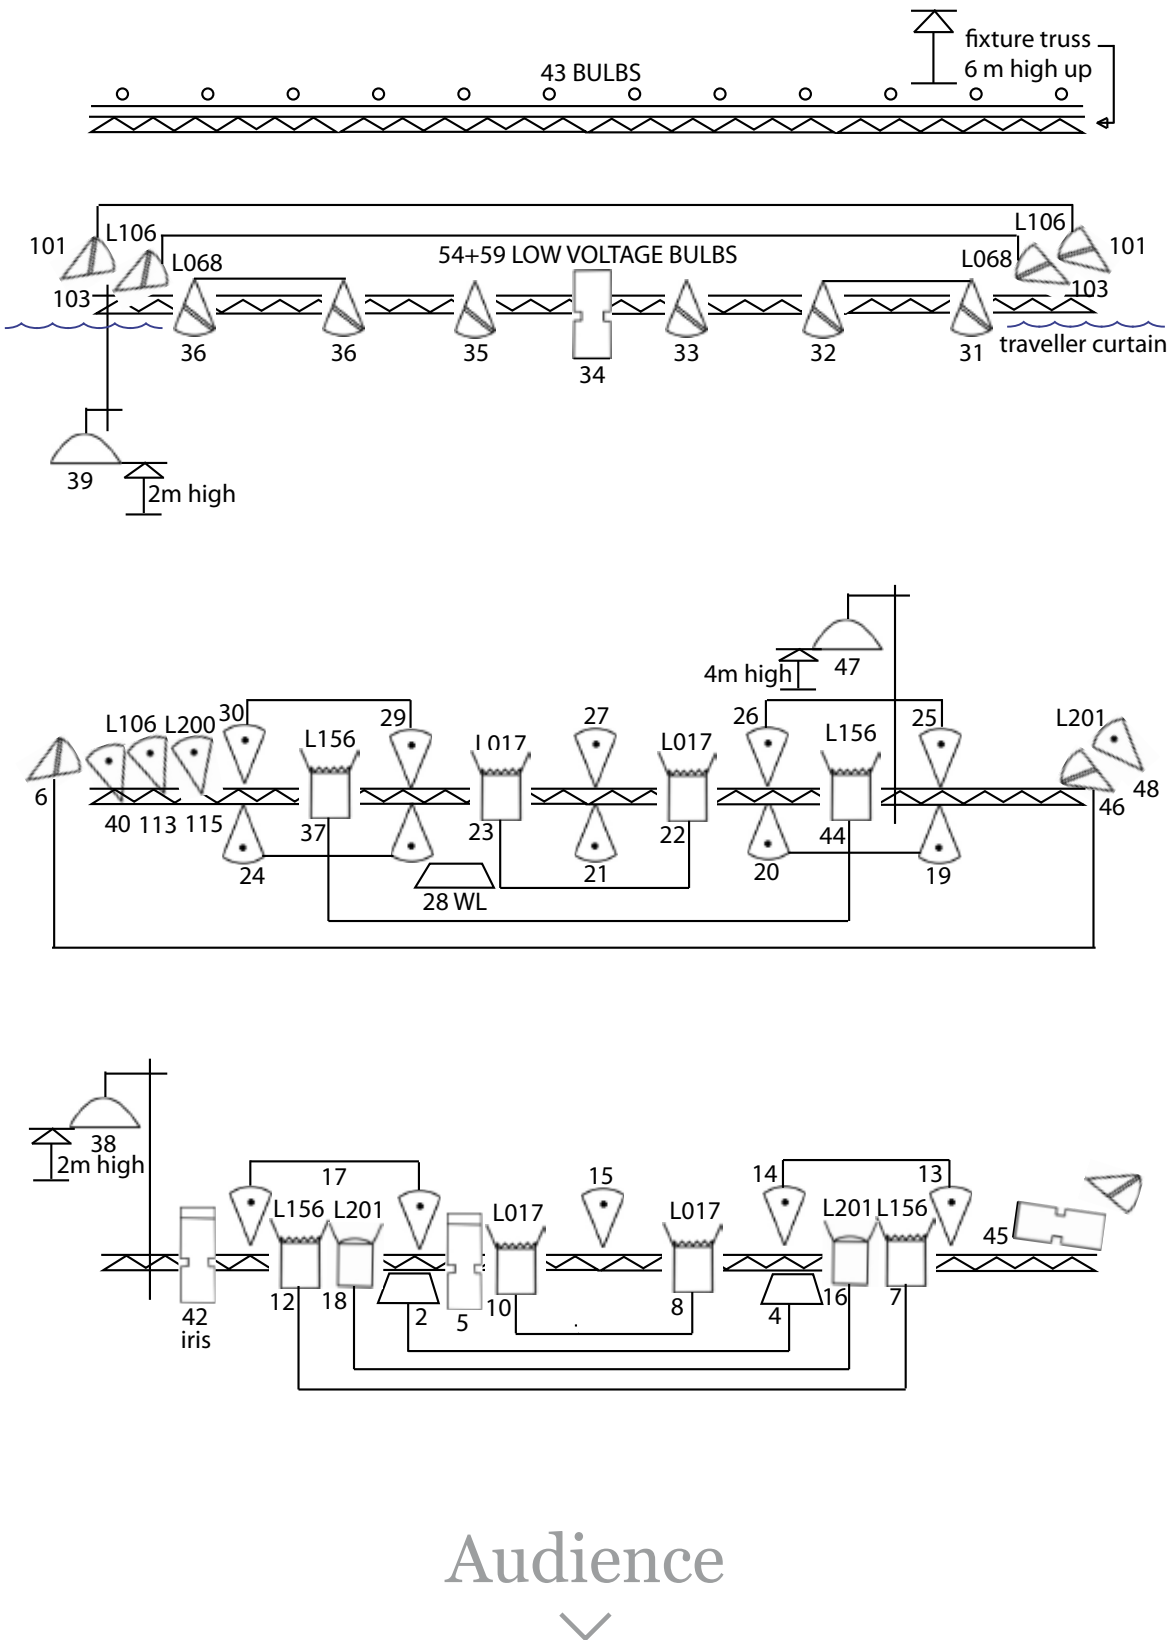 fixture truss
6 m high up
43 BULBS
L106
L106
101
101
L068
54+59 LOW VOLTAGE BULBS
L068
103
103
36
36
35
34
33
32
31
traveller curtain
39
2m high
4m high
47
L106 L200 30
29
27
26
25
L201
L156
L017
L017
L156
6
40 113 115
37
23
22
44
46
48
24
28 WL
21
20
19
38
2m high
17
15
14
13
L156 L201
L017
L017
L201 L156
45
42
iris
12
18
2
5
10
8
4
16
7
Audience